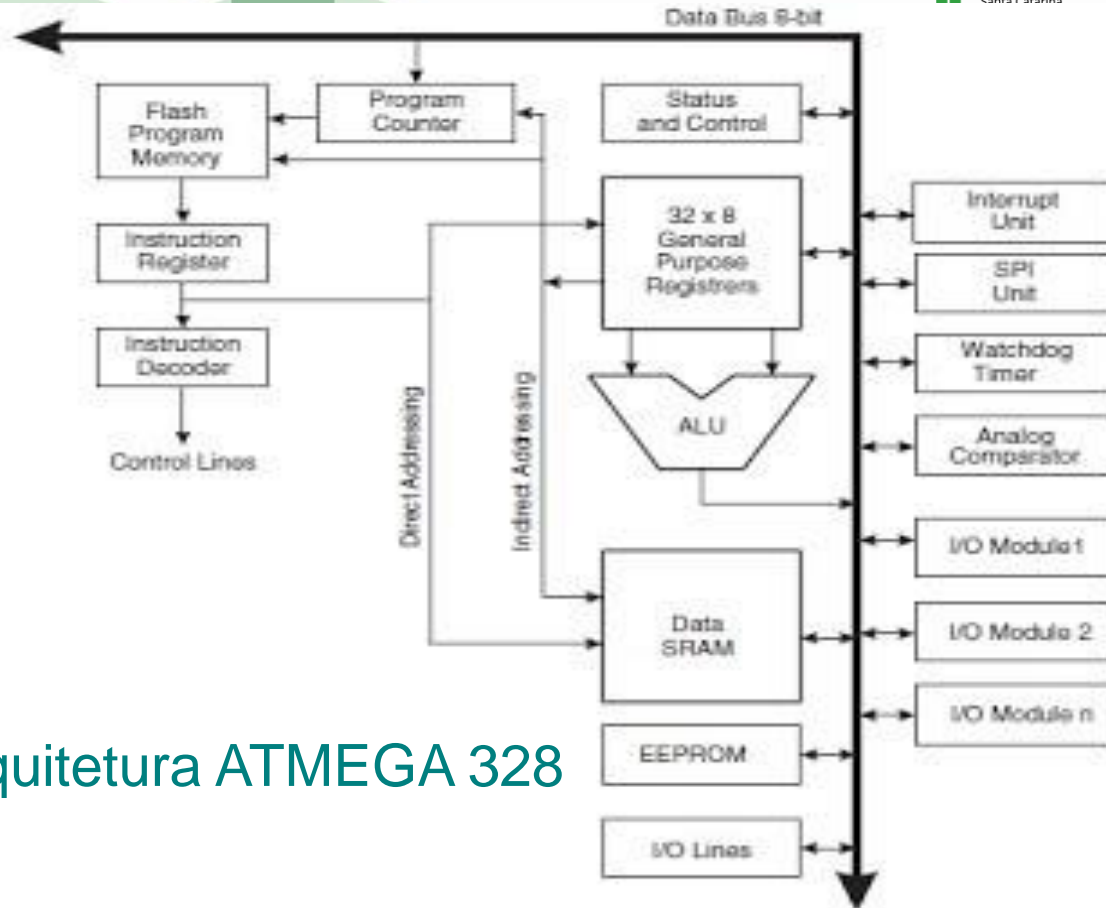 Santa Catarina
Data Bus 8-bit
Flash
Program
Memory
Program
Counter
Status
and Control
Instruction
Register
32 x 8
General
Purpose
Registrers
Interrupt
Unit
SPI
Unit
Instruction
Decoder
Watchdog
Timer
Control Lines
Direct Addressing
Indirect Addressing
ALU
Analog
Comparator
I/O Module1
Data
SRAM
I/O Module 2
I/O Module n
quitetura ATMEGA 328
EEPROM
I/O Lines